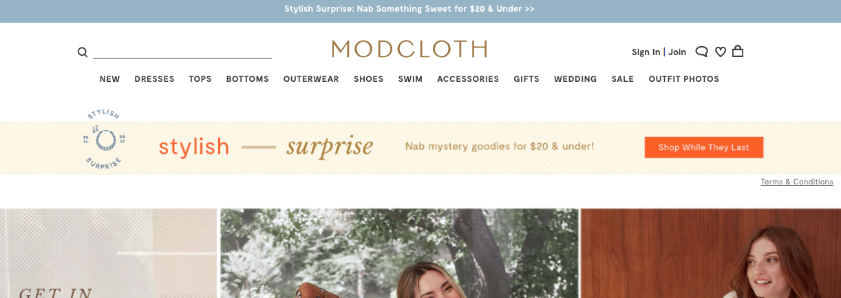 Stylish Surprise: Nab Something Sweet for $20 & Under >>
MODCLOTH
Sign In | Join
NEW DRESSES TOPS BOTTOMS OUTERWEAR SHOES SWIM ACCESSORIES GIFTS WEDDING SALE OUTFIT PHOTOS
STYLISH
SURPRISE
stylish — surprise
Nab mystery goodies for $20 & under!
Shop While They Last
Terms & Conditions
GET IN